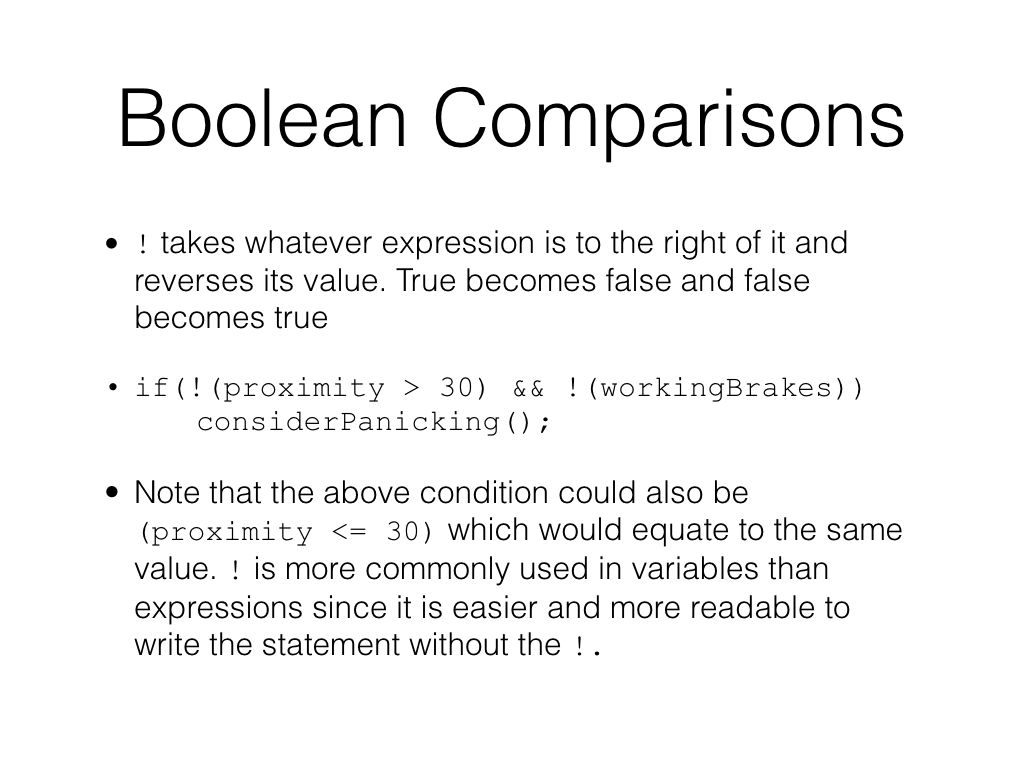 Boolean Comparisons
• ! takes whatever expression is to the right of it and
reverses its value. True becomes false and false
becomes true
• if(!(proximity > 30) && !(workingBrakes))
considerPanicking();
• Note that the above condition could also be
(proximity <= 30) which would equate to the same
value. ! is more commonly used in variables than
expressions since it is easier and more readable to
write the statement without the !.